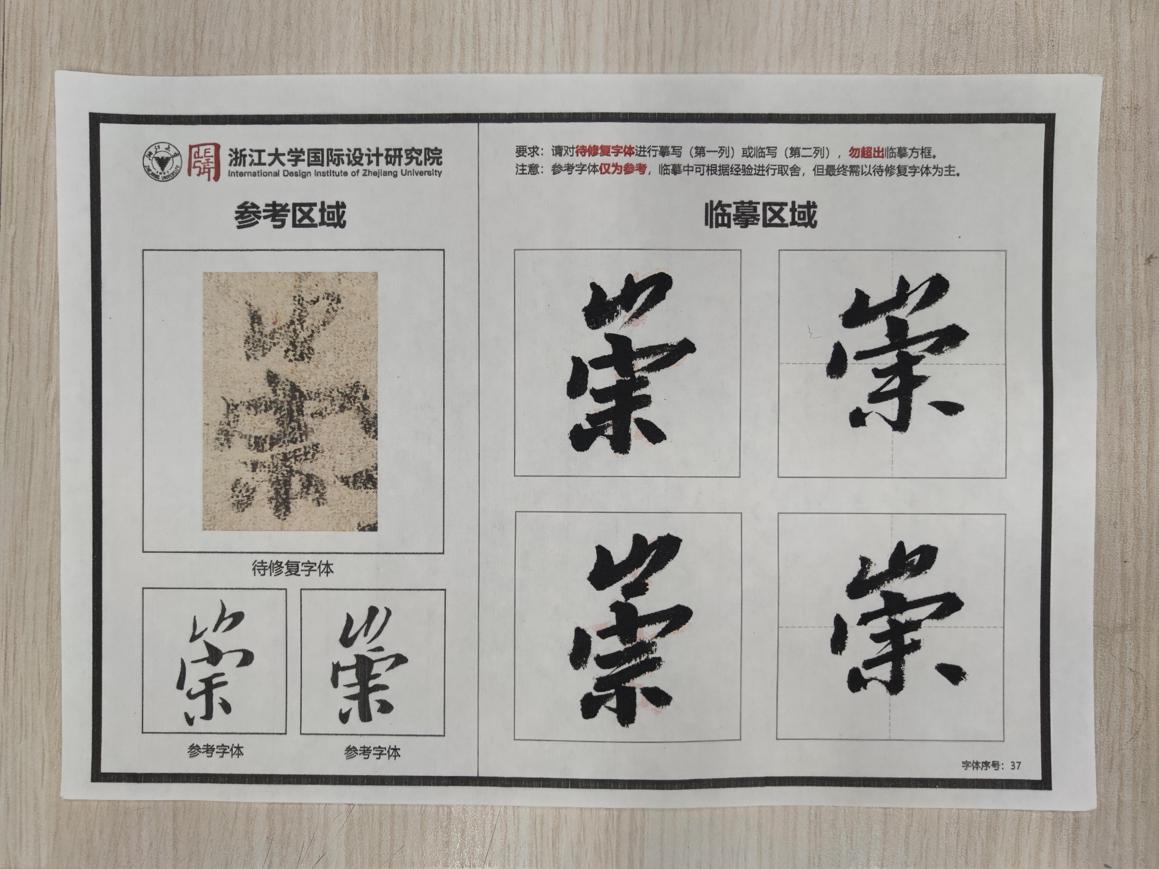 浙江大学国际设计研究院
International Design Institute of Zhejiang University
参考区域
待修复字体
崇 崇
参考字体 参考字体
要求：请对待修复字体进行摹写（第一列）或临写（第二列），勿超出临摹方框。
注意：参考字体仅为参考，临摹中可根据经验进行取舍，但最终需以待修复字体为主。
临摹区域
崇 崇
崇 崇
字体序号：37